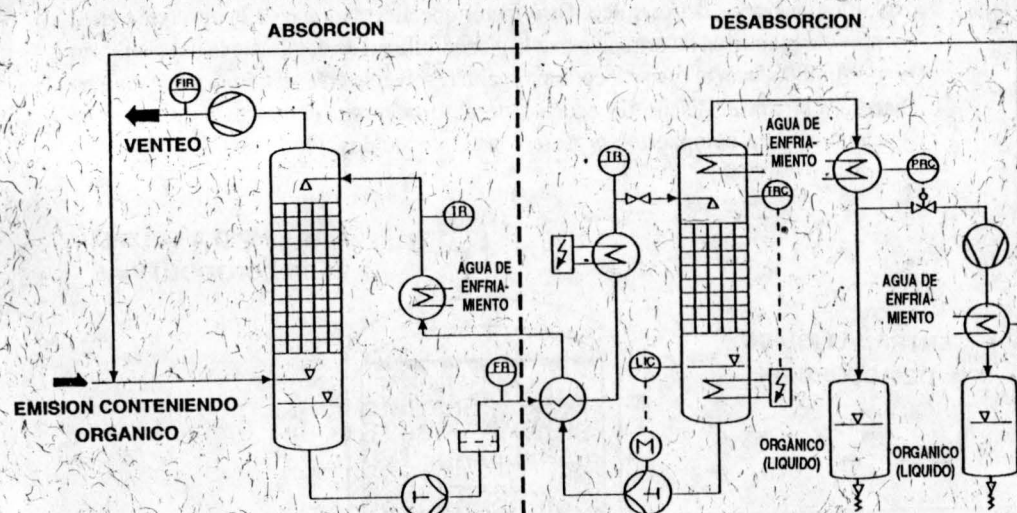 ABSORCION
DESABSORCION
FIR
VENTEO
AGUA DE
ENFRIA-
MIENTO
TR
PRC
TRC
TR
AGUA DE
ENFRIA-
MIENTO
AGUA DE
ENFRIA-
MIENTO
FR
LIC
EMISION CONTENIENDO
ORGANICO
M
ORGANICO
(LIQUIDO)
ORGANICO
(LIQUIDO)